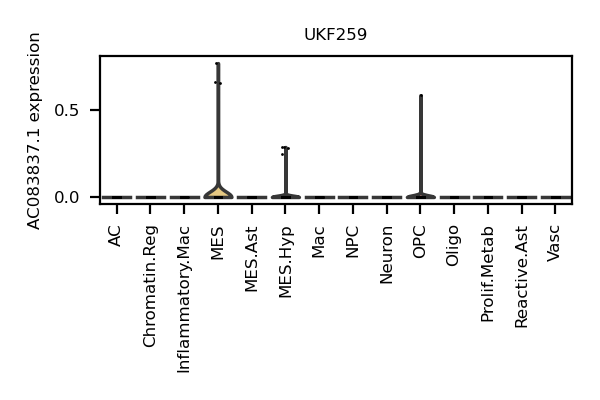 UKF259
AC083837.1 expression
0.5
0.0
AC
Chromatin.Reg
Inflammatory.Mac
MES
MES.Ast
MES.Hyp
Mac
NPC
Neuron
OPC
Oligo
Prolif.Metab
Reactive.Ast
Vasc